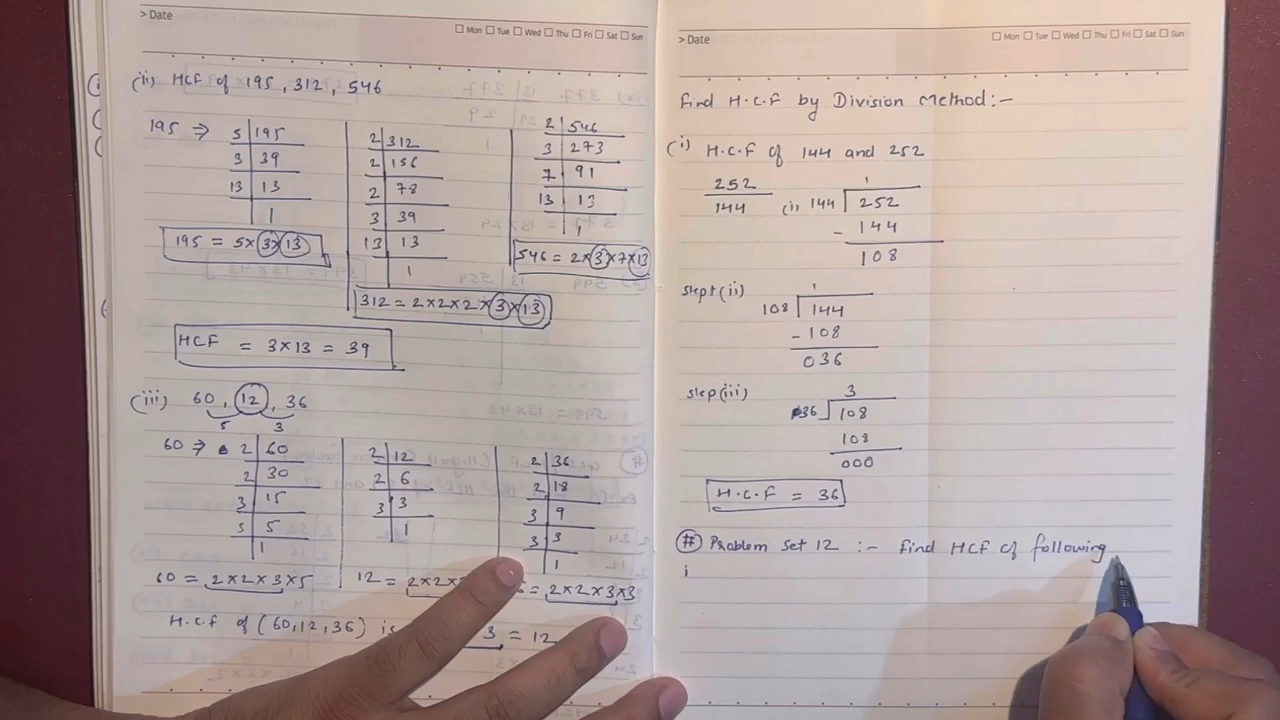 > Date
Mon Tue Wed Thu Fri Sat Sun
(ii) HCF of 195, 312, 546
195 ⇒ 5 | 195
3 | 39
13 | 13
1
2 | 312
2 | 156
2 | 78
3 | 39
13 | 13
1
2 | 546
3 | 273
7 | 91
13 | 13
1
195 = 5×3×13
546 = 2×3×7×13
312 = 2×2×2×3×13
HCF = 3×13 = 39
(iii) 60, 12, 36
5 3
60 ⇒ 2 | 60
2 | 30
3 | 15
5 | 5
1
2 | 12
2 | 6
3 | 3
1
2 | 36
2 | 18
3 | 9
3 | 3
1
60 = 2×2×3×5
12 = 2×2×
= 2×2×3×3
H.C.f of (60,12,36) is
3 = 12
> Date
Mon Tue Wed Thu Fri Sat Sun
find H.C.F by Division Method:-
(i) H.C.F of 144 and 252
252
144
1
(i) 144 252
- 144
108
stept (ii)
1
108 144
- 108
036
step (iii)
3
36 108
108
000
H.C.F = 36
# Problem Set 12 :- find HCF of following
i